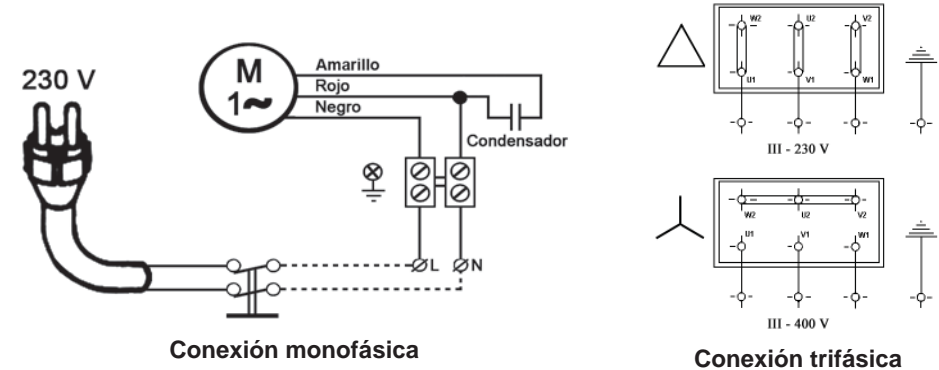 230 V
M
1~
Amarillo
Rojo
Negro
Condensador
L
N
Conexión monofásica
W2 U2 V2
U1 V1 W1
III - 230 V
W2 U2 V2
U1 V1 W1
III - 400 V
Conexión trifásica